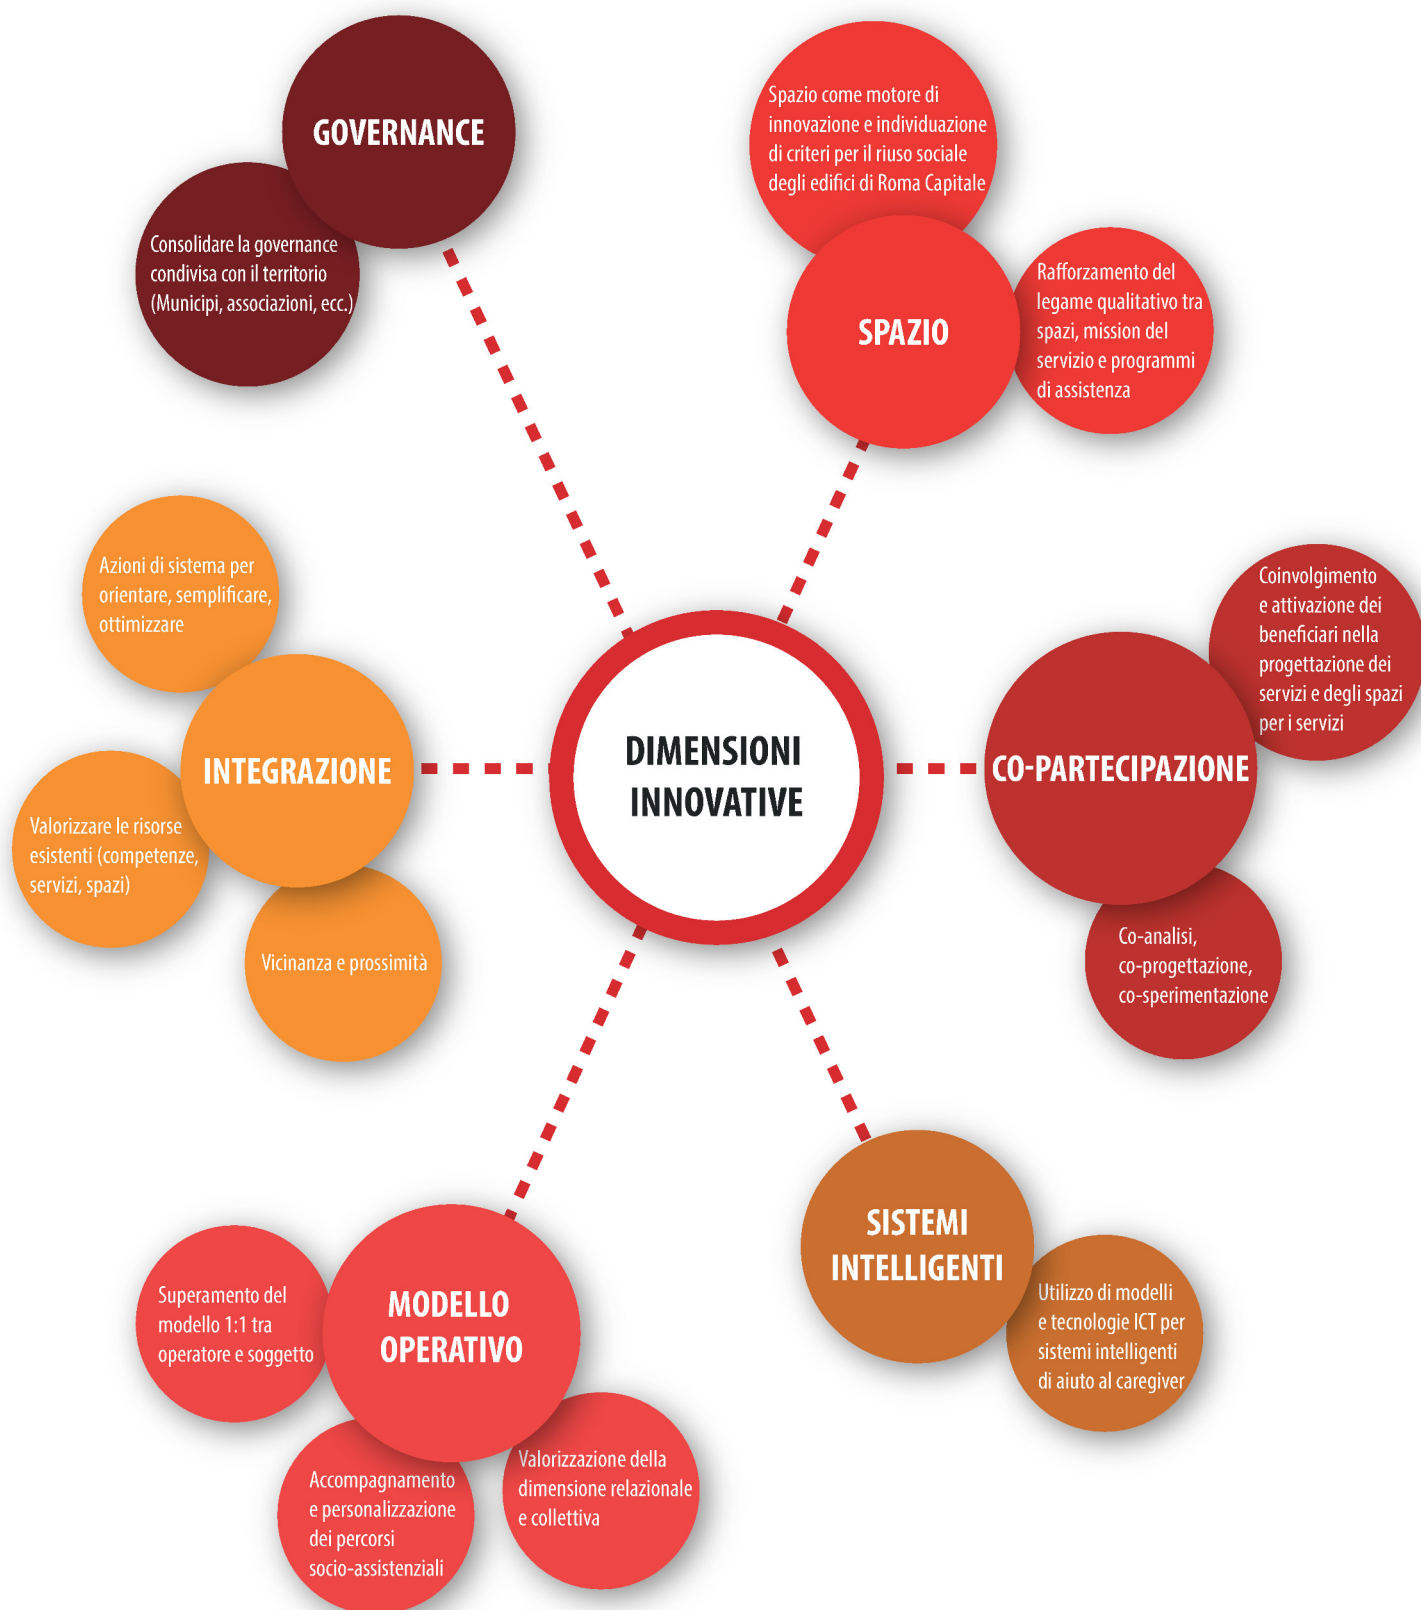 GOVERNANCE
Consolidare la governance
condivisa con il territorio
(Municipi, associazioni, ecc.)
Spazio come motore di
innovazione e individuazione
di criteri per il riuso sociale
degli edifici di Roma Capitale
SPAZIO
Rafforzamento del
legame qualitativo tra
spazi, mission del
servizio e programmi
di assistenza
Azioni di sistema per
orientare, semplificare,
ottimizzare
INTEGRAZIONE
Valorizzare le risorse
esistenti (competenze,
servizi, spazi)
Vicinanza e prossimità
DIMENSIONI
INNOVATIVE
Coinvolgimento
e attivazione dei
beneficiari nella
progettazione dei
servizi e degli spazi
per i servizi
CO-PARTECIPAZIONE
Co-analisi,
co-progettazione,
co-sperimentazione
MODELLO
OPERATIVO
Superamento del
modello 1:1 tra
operatore e soggetto
Accompagnamento
e personalizzazione
dei percorsi
socio-assistenziali
Valorizzazione della
dimensione relazionale
e collettiva
SISTEMI
INTELLIGENTI
Utilizzo di modelli
e tecnologie ICT per
sistemi intelligenti
di aiuto al caregiver